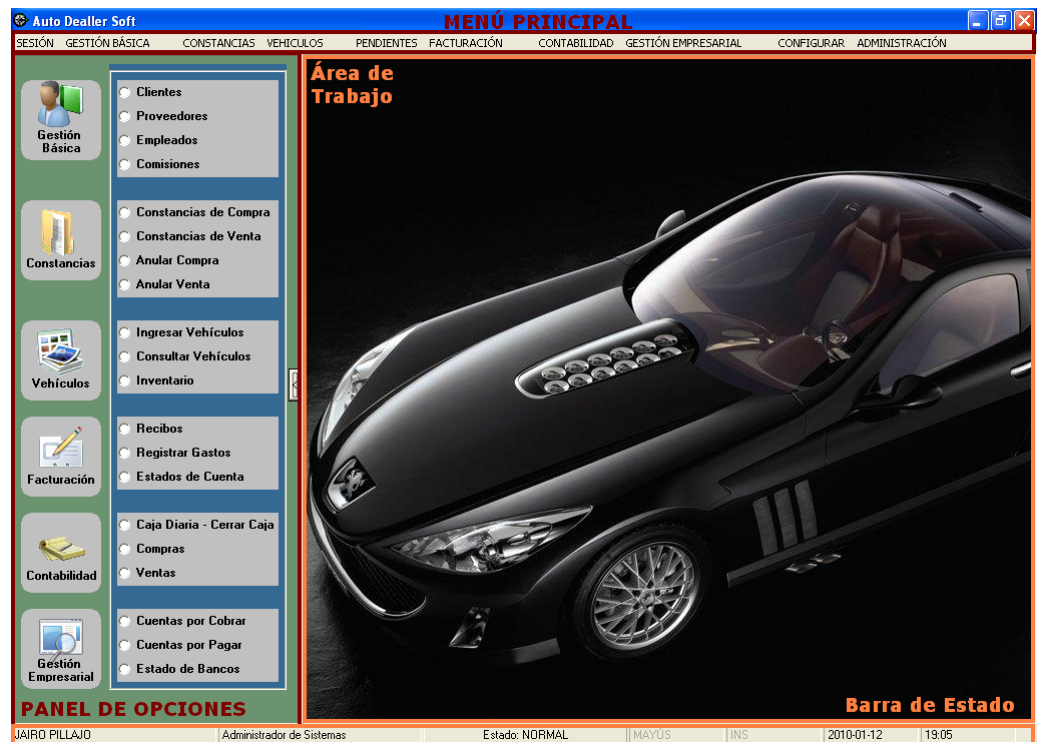 Auto Dealler Soft
MENÚ PRINCIPAL
SESIÓN GESTIÓN BÁSICA CONSTANCIAS VEHICULOS PENDIENTES FACTURACIÓN CONTABILIDAD GESTIÓN EMPRESARIAL CONFIGURAR ADMINISTRACIÓN
Gestión
Básica
Clientes
Proveedores
Empleados
Comisiones
Constancias
Constancias de Compra
Constancias de Venta
Anular Compra
Anular Venta
Vehículos
Ingresar Vehículos
Consultar Vehículos
Inventario
Facturación
Recibos
Registrar Gastos
Estados de Cuenta
Contabilidad
Caja Diaria - Cerrar Caja
Compras
Ventas
Gestión
Empresarial
Cuentas por Cobrar
Cuentas por Pagar
Estado de Bancos
PANEL DE OPCIONES
Área de
Trabajo
Barra de Estado
JAIRO PILLAJO Administrador de Sistemas Estado: NORMAL MAYÚS INS 2010-01-12 19:05